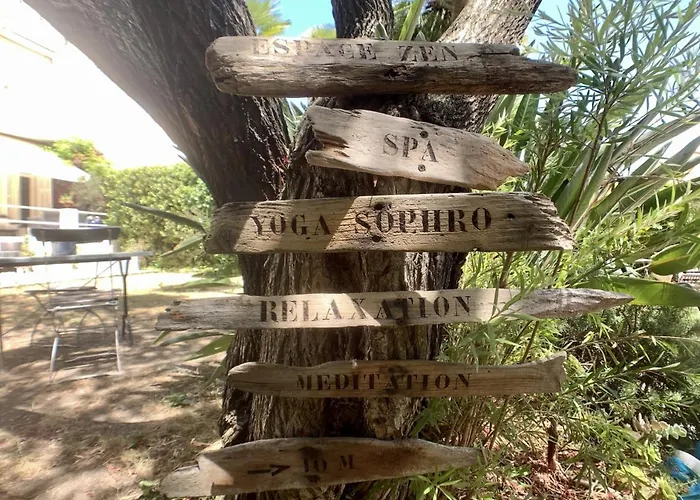 ESPACE ZEN
SPA
YOGA SOPHRO
RELAXATION
MEDITATION
→ 10 M